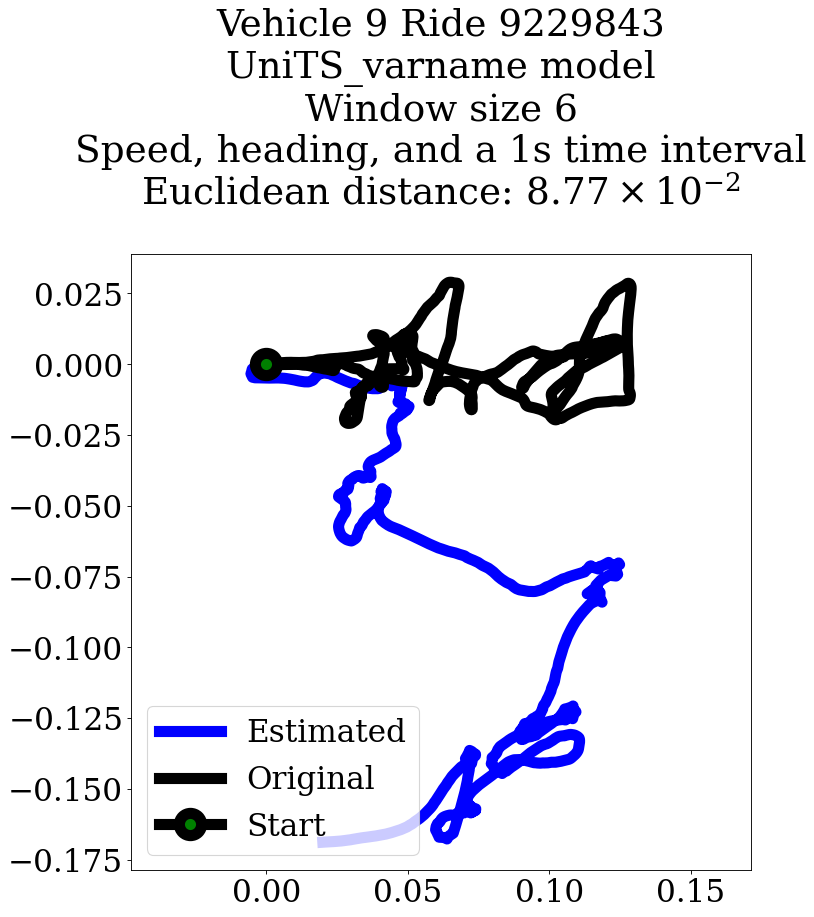 Vehicle 9 Ride 9229843
UniTS_varname model
Window size 6
Speed, heading, and a 1s time interval
Euclidean distance: 8.77 × 10⁻²
0.025
0.000
−0.025
−0.050
−0.075
−0.100
−0.125
−0.150
−0.175
Estimated
Original
Start
0.00 0.05 0.10 0.15